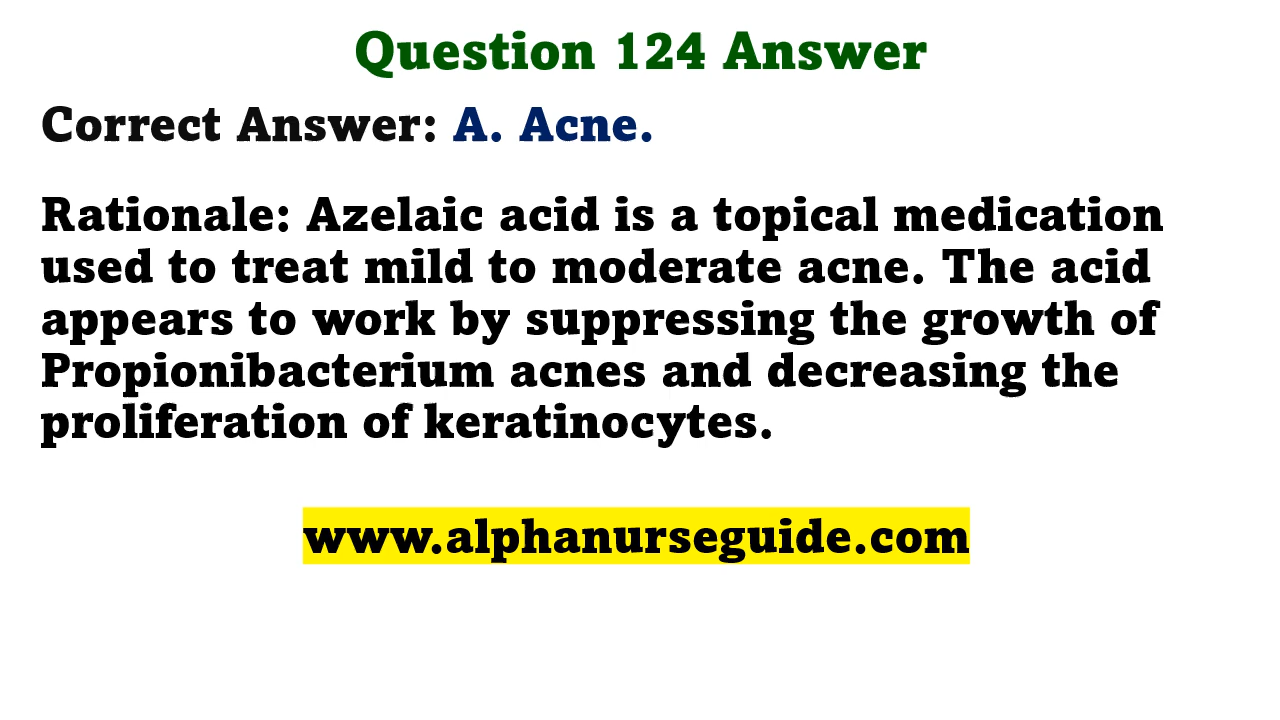 Question 124 Answer
Correct Answer: A. Acne.
Rationale: Azelaic acid is a topical medication
used to treat mild to moderate acne. The acid
appears to work by suppressing the growth of
Propionibacterium acnes and decreasing the
proliferation of keratinocytes.
www.alphanurseguide.com